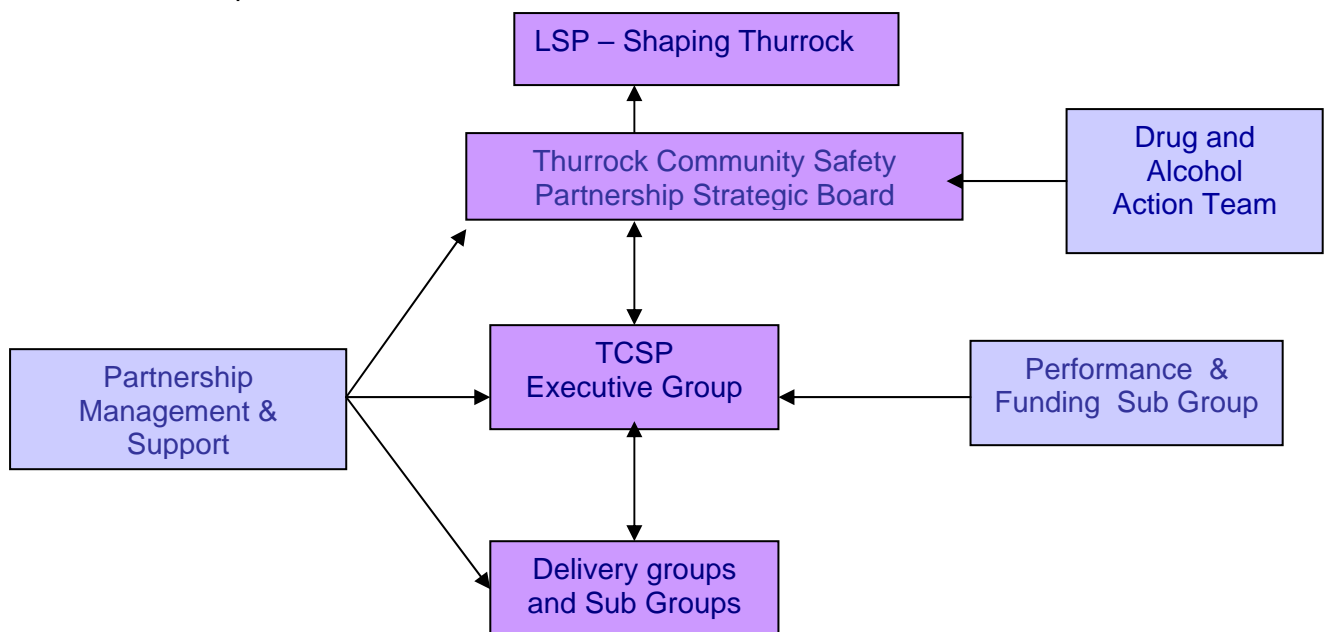 LSP – Shaping Thurrock
Thurrock Community Safety
Partnership Strategic Board
Drug and
Alcohol
Action Team
Partnership
Management &
Support
TCSP
Executive Group
Performance &
Funding Sub Group
Delivery groups
and Sub Groups